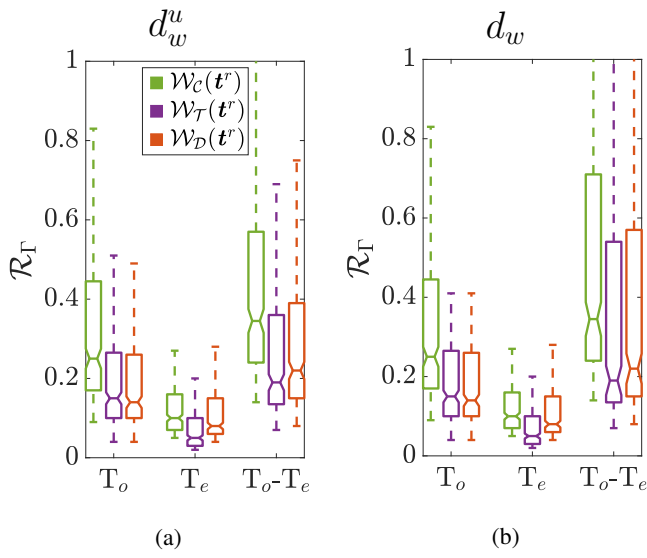 d_w^u
1
0.8
0.6
0.4
0.2
0
R_Γ
W_C(t^r)
W_T(t^r)
W_D(t^r)
T_o T_e T_o-T_e
(a)
d_w
1
0.8
0.6
0.4
0.2
0
R_Γ
T_o T_e T_o-T_e
(b)